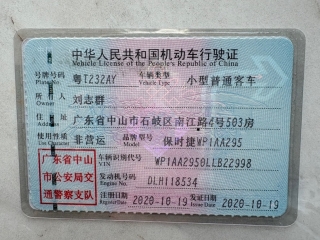 中华人民共和国机动车行驶证
Vehicle License of the People's Republic of China
号牌号码 粤T232AY 车辆类型 小型普通客车
Plate No. Vehicle Type
所有人 刘志群
Owner
住址 广东省中山市石岐区南江路4号503房
Address
使用性质 非营运 品牌型号 保时捷WP1AA295
Use Character Model
广东省中山 车辆识别代号 WP1AA2950LLB22998
市公安局交 VIN
通警察支队 发动机号码 DLH118534
Engine No.
注册日期 2020-10-19 发证日期 2020-10-19
Register Date Issue Date